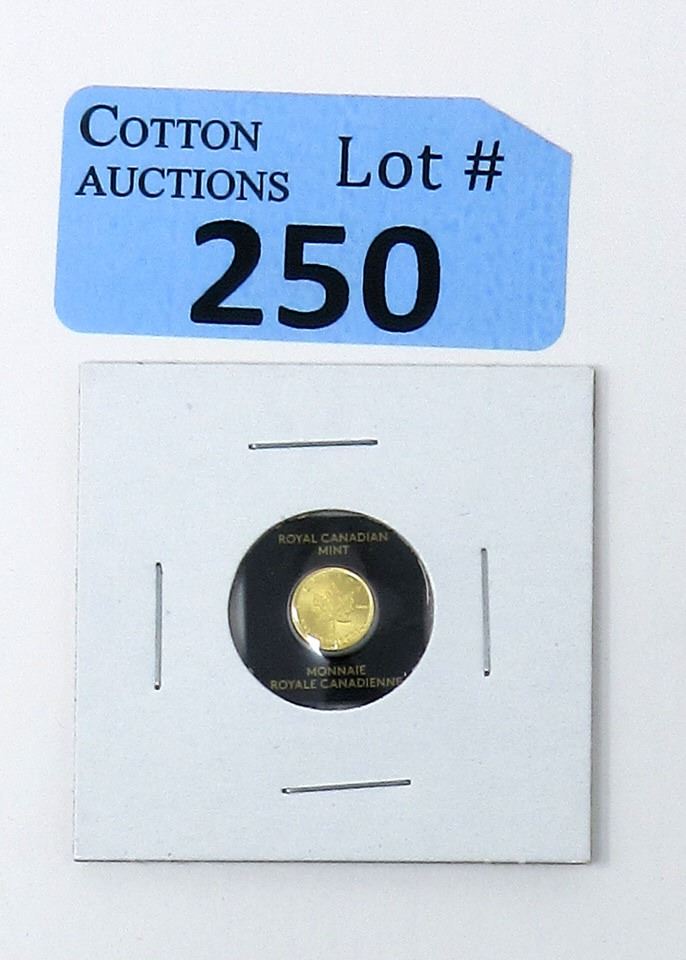 COTTON
AUCTIONS
Lot #
250
ROYAL CANADIAN
MINT
MONNAIE
ROYALE CANADIENNE